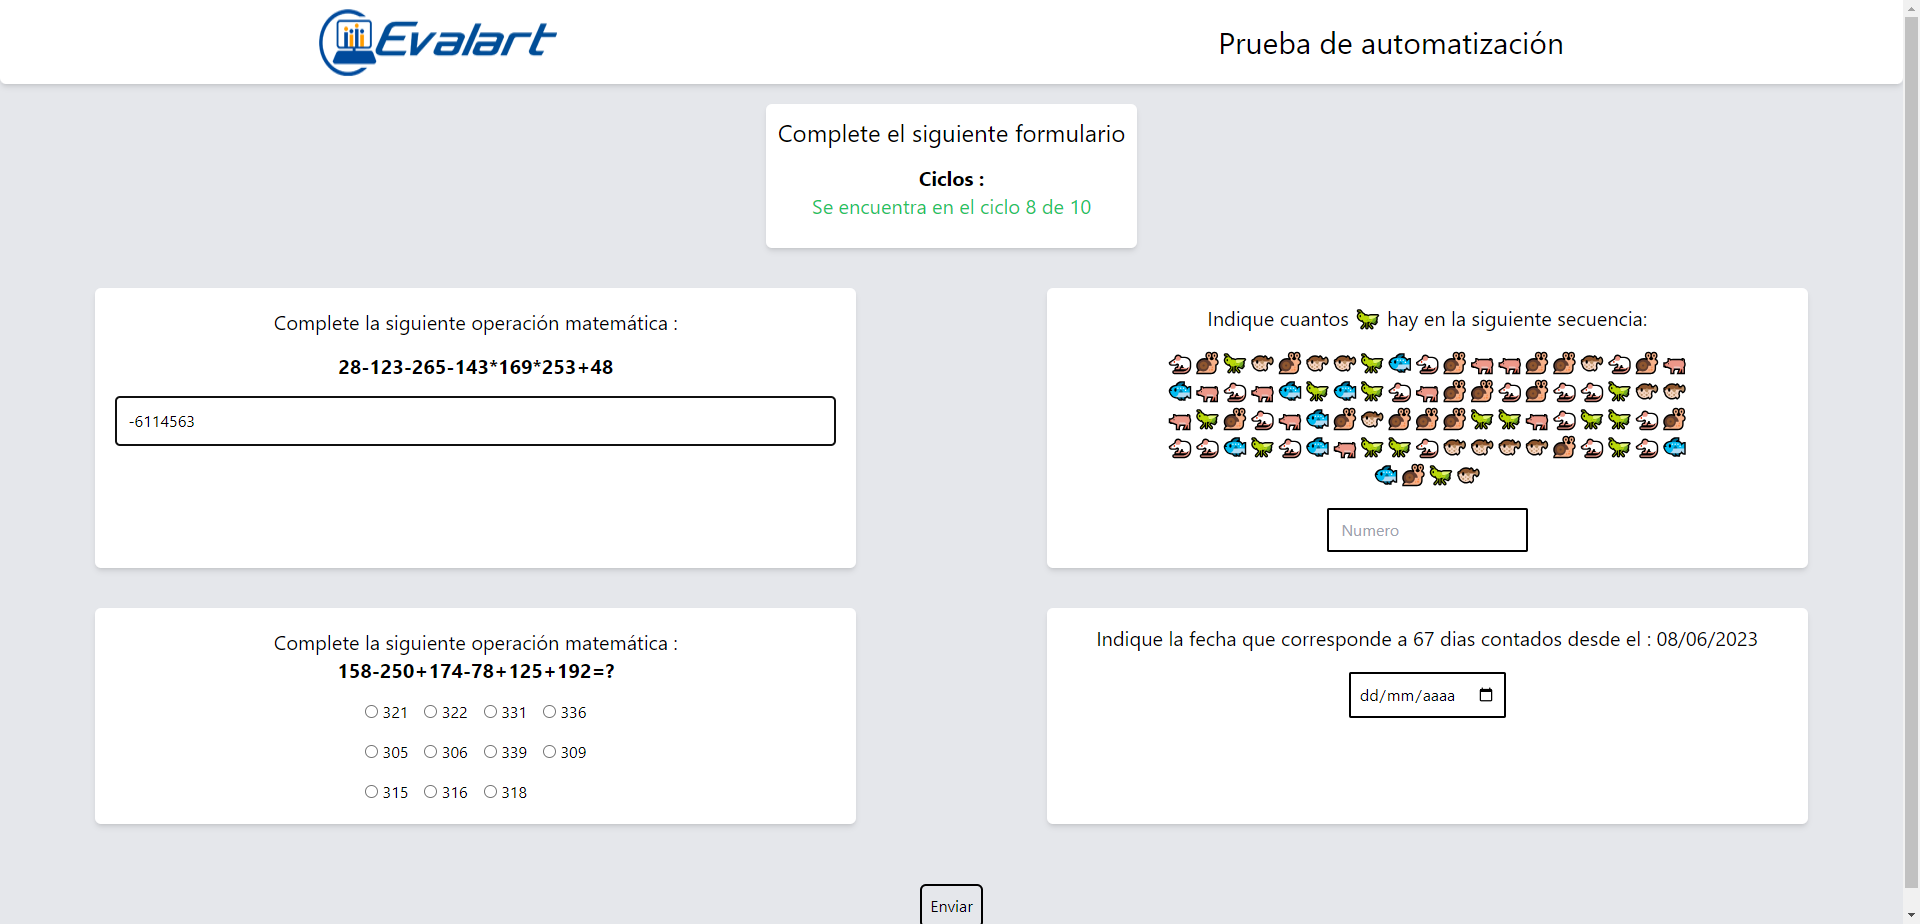 Evalart
Prueba de automatización
Complete el siguiente formulario
Ciclos :
Se encuentra en el ciclo 8 de 10
Complete la siguiente operación matemática :
28-123-265-143*169*253+48
-6114563
Indique cuantos hay en la siguiente secuencia:
Numero
Complete la siguiente operación matemática :
158-250+174-78+125+192=?
321 322 331 336
305 306 339 309
315 316 318
Indique la fecha que corresponde a 67 dias contados desde el : 08/06/2023
dd/mm/aaaa
Enviar